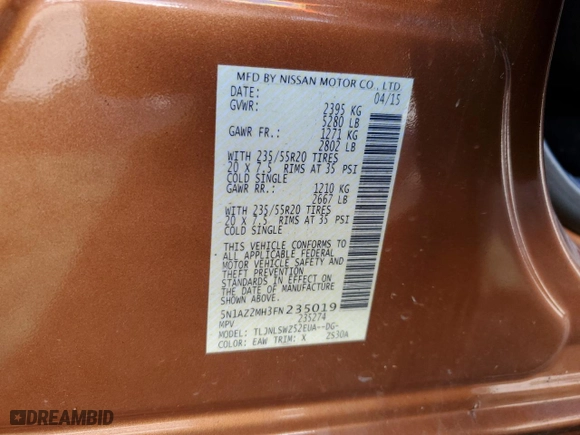 MFD BY NISSAN MOTOR CO., LTD.
DATE: 04/15
GVWR: 2395 KG
5280 LB
GAWR FR.: 1271 KG
2802 LB
WITH 235/55R20 TIRES
20 X 7.5 RIMS AT 35 PSI
COLD SINGLE
GAWR RR.: 1210 KG
2667 LB
WITH 235/55R20 TIRES
20 X 7.5 RIMS AT 35 PSI
COLD SINGLE
THIS VEHICLE CONFORMS TO
ALL APPLICABLE FEDERAL
MOTOR VEHICLE SAFETY AND
THEFT PREVENTION
STANDARDS IN EFFECT ON
THE DATE OF MANUFACTURE
SHOWN ABOVE.
5N1AZ2MH3FN235019
MPV 235274
MODEL: TLJNLSWZ52EUA--DG-
COLOR: EAW TRIM: X 2S30A
DREAMBID